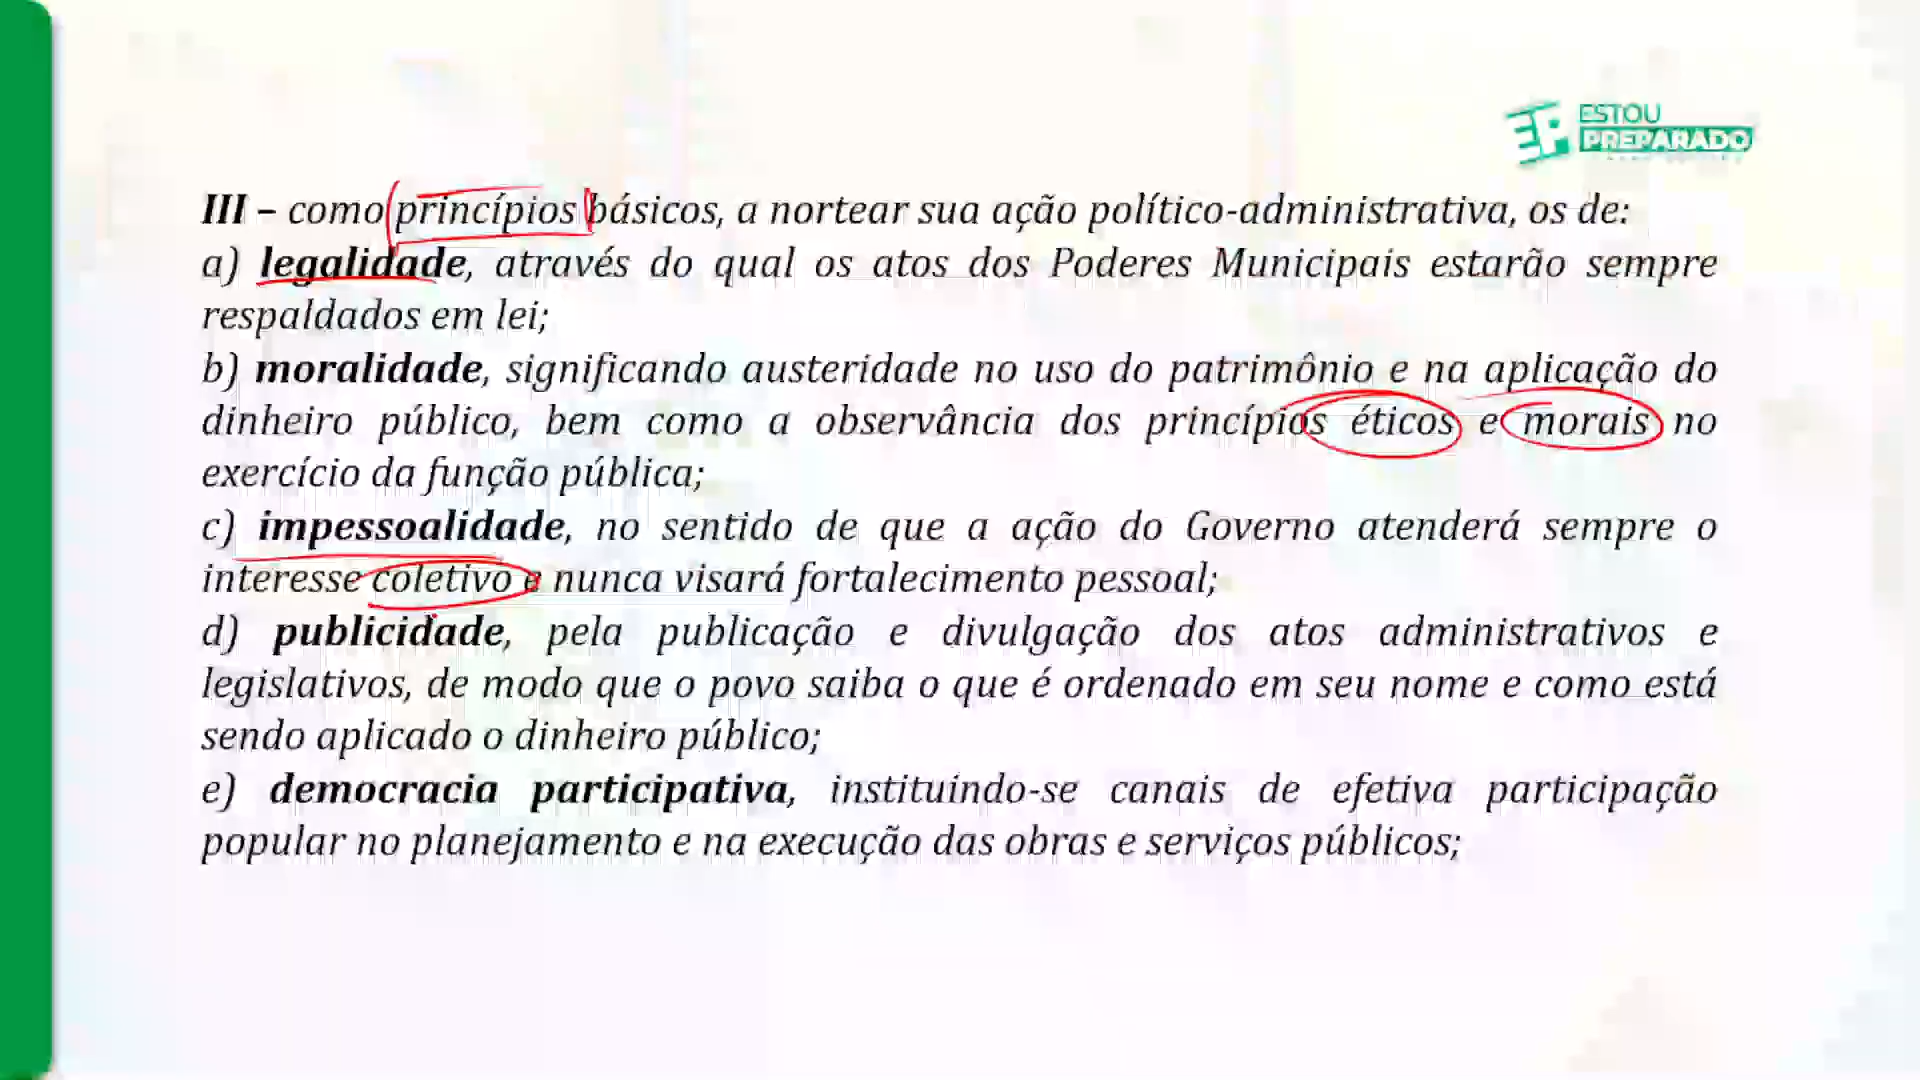 ESTOU
PREPARADO
III – como princípios básicos, a nortear sua ação político-administrativa, os de:
a) legalidade, através do qual os atos dos Poderes Municipais estarão sempre
respaldados em lei;
b) moralidade, significando austeridade no uso do patrimônio e na aplicação do
dinheiro público, bem como a observância dos princípios éticos e morais no
exercício da função pública;
c) impessoalidade, no sentido de que a ação do Governo atenderá sempre o
interesse coletivo e nunca visará fortalecimento pessoal;
d) publicidade, pela publicação e divulgação dos atos administrativos e
legislativos, de modo que o povo saiba o que é ordenado em seu nome e como está
sendo aplicado o dinheiro público;
e) democracia participativa, instituíndo-se canais de efetiva participação
popular no planejamento e na execução das obras e serviços públicos;